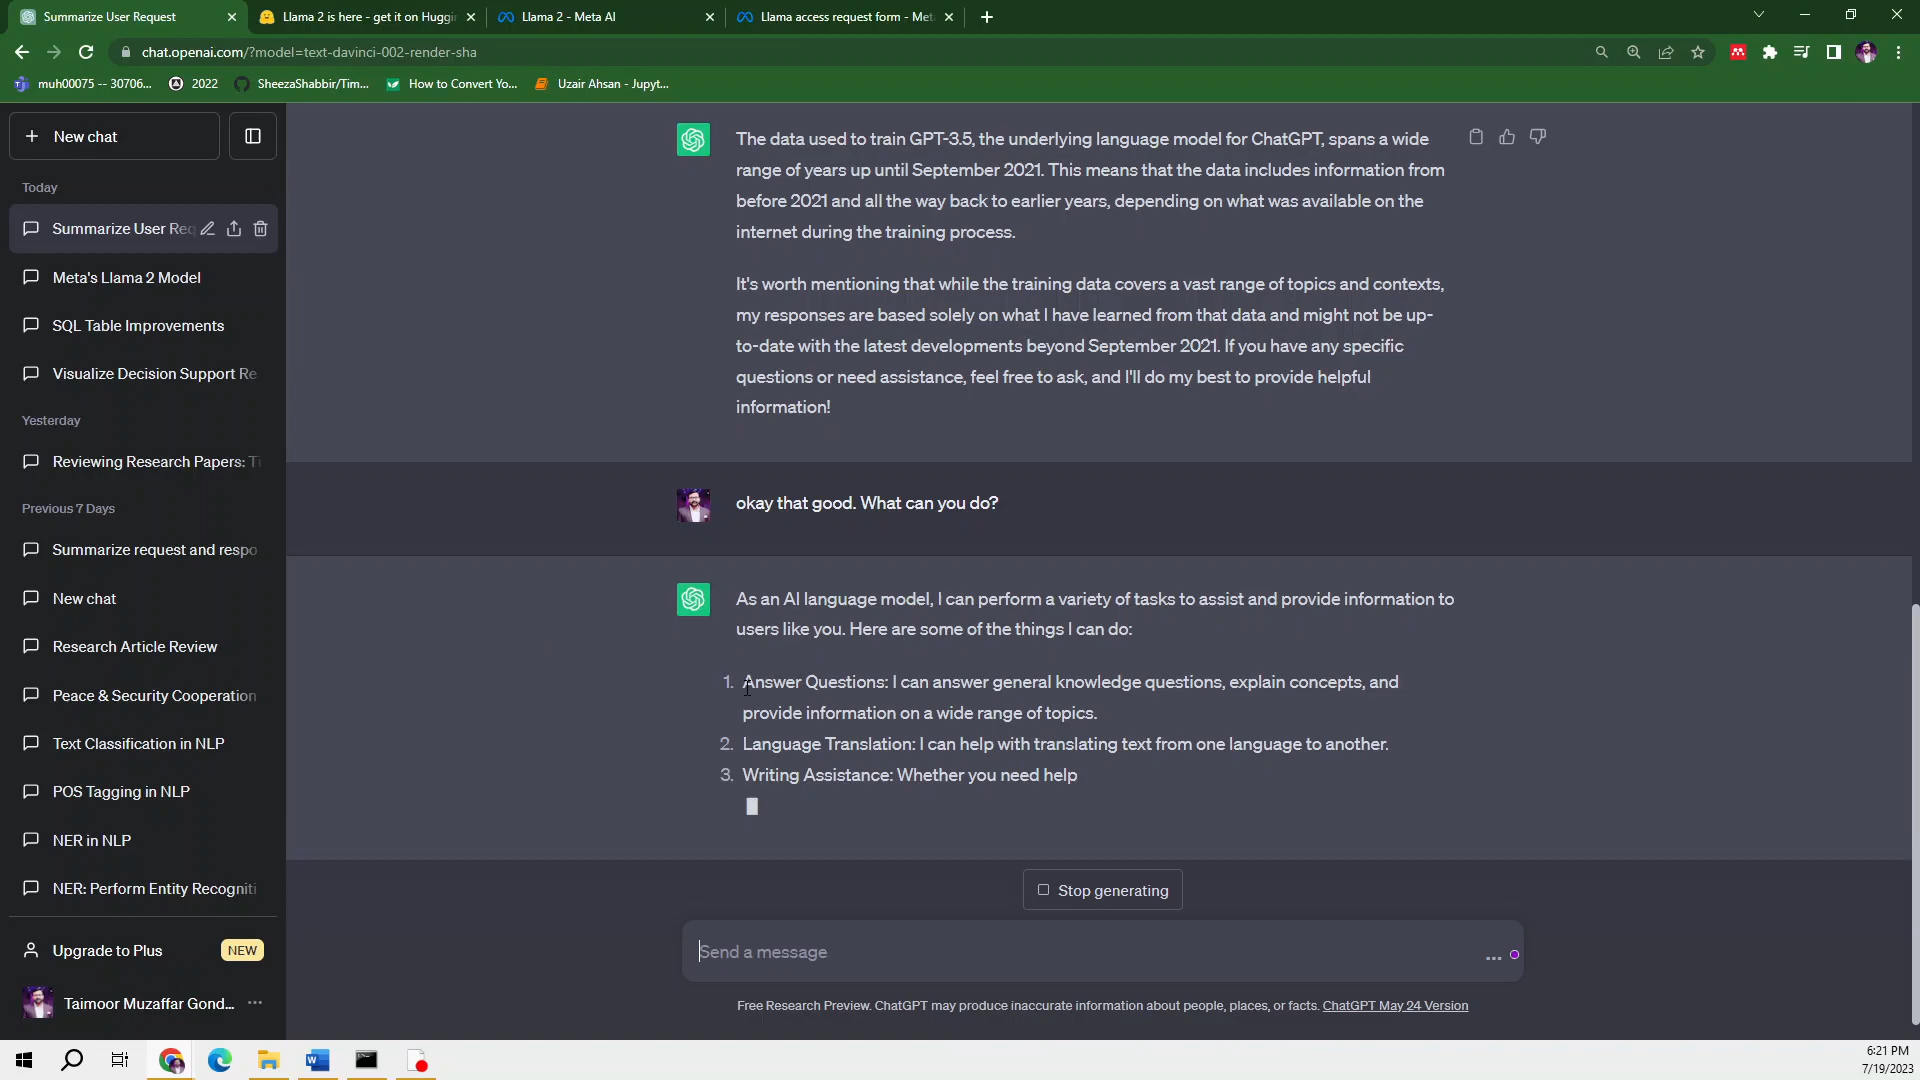 Summarize User Request
Llama 2 is here - get it on Huggin
Llama 2 - Meta AI
Llama access request form - Met
chat.openai.com/?model=text-davinci-002-render-sha
muh00075 -- 30706...
2022
SheezaShabbir/Tim...
How to Convert Yo...
Uzair Ahsan - Jupyt...
New chat
Today
Summarize User Req
Meta's Llama 2 Model
SQL Table Improvements
Visualize Decision Support Re
Yesterday
Reviewing Research Papers: Ti
Previous 7 Days
Summarize request and respo
New chat
Research Article Review
Peace & Security Cooperation
Text Classification in NLP
POS Tagging in NLP
NER in NLP
NER: Perform Entity Recogniti
Upgrade to Plus
NEW
Taimoor Muzaffar Gond...
The data used to train GPT-3.5, the underlying language model for ChatGPT, spans a wide
range of years up until September 2021. This means that the data includes information from
before 2021 and all the way back to earlier years, depending on what was available on the
internet during the training process.
It's worth mentioning that while the training data covers a vast range of topics and contexts,
my responses are based solely on what I have learned from that data and might not be up-
to-date with the latest developments beyond September 2021. If you have any specific
questions or need assistance, feel free to ask, and I'll do my best to provide helpful
information!
okay that good. What can you do?
As an AI language model, I can perform a variety of tasks to assist and provide information to
users like you. Here are some of the things I can do:
1. Answer Questions: I can answer general knowledge questions, explain concepts, and
provide information on a wide range of topics.
2. Language Translation: I can help with translating text from one language to another.
3. Writing Assistance: Whether you need help
Stop generating
Send a message
Free Research Preview. ChatGPT may produce inaccurate information about people, places, or facts. ChatGPT May 24 Version
6:21 PM
7/19/2023